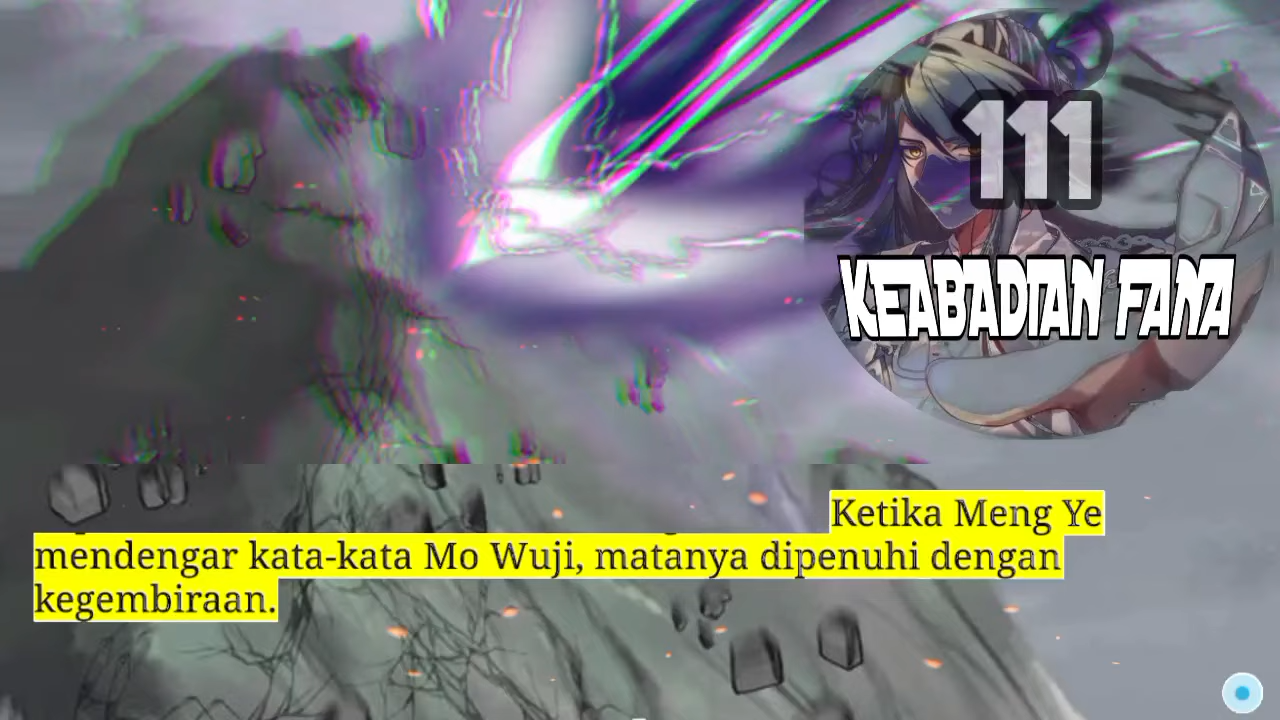 111
KEABADIAN FANA
Ketika Meng Ye
mendengar kata-kata Mo Wuji, matanya dipenuhi dengan
kegembiraan.